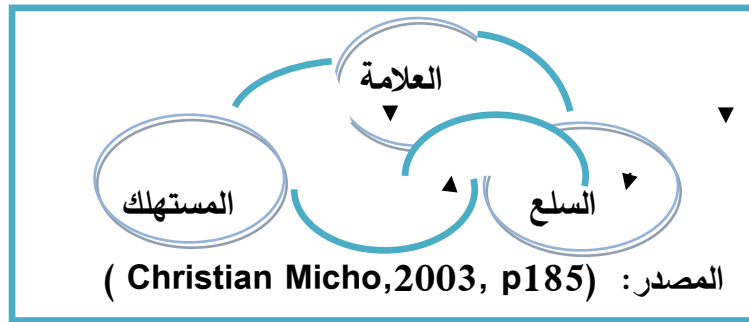 العلامة
المستهلك
السلع
المصدر: (Christian Micho,2003, p185 )